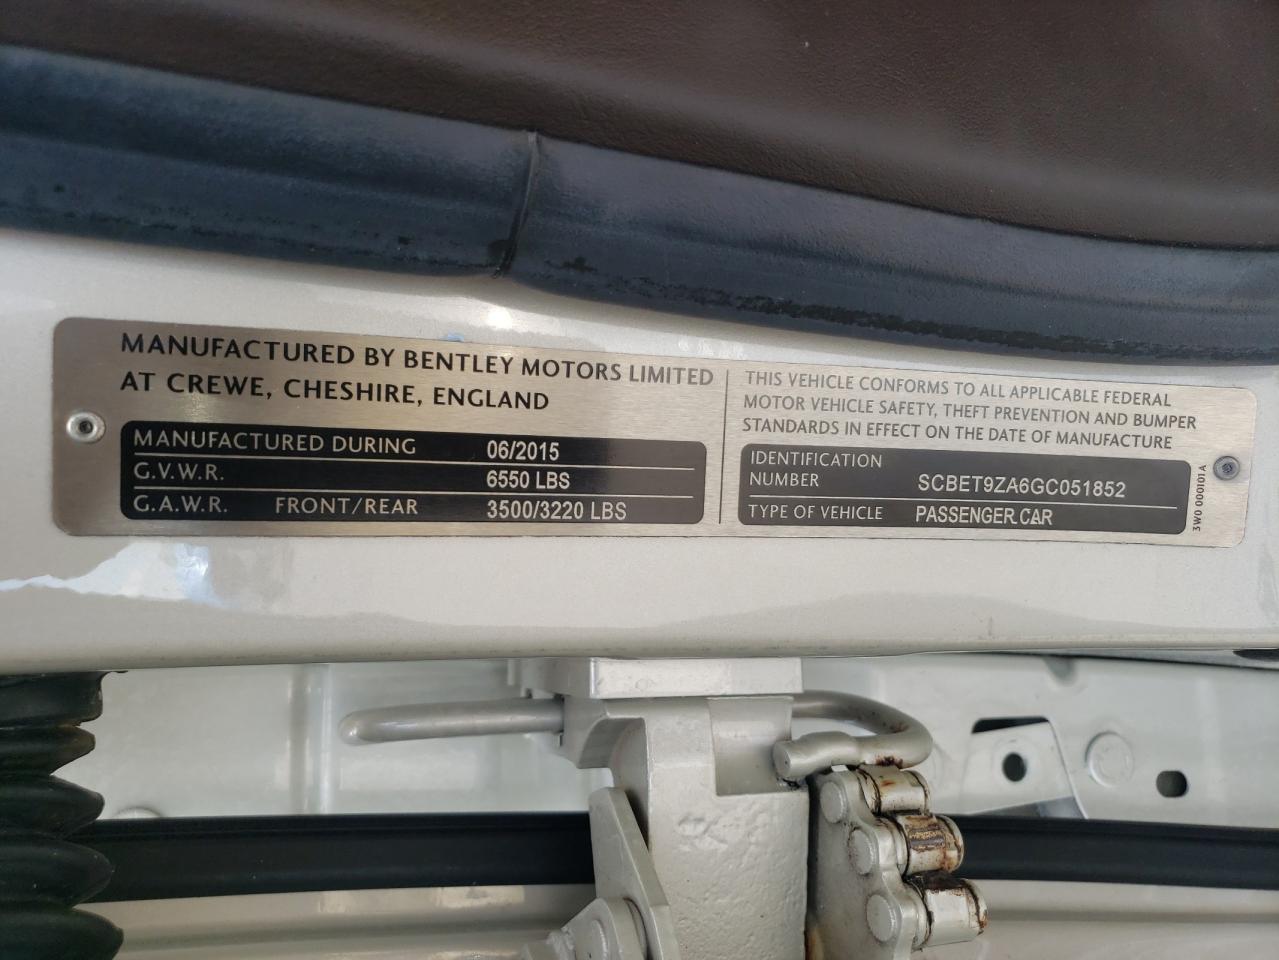 MANUFACTURED BY BENTLEY MOTORS LIMITED
AT CREWE, CHESHIRE, ENGLAND
MANUFACTURED DURING 06/2015
G.V.W.R. 6550 LBS
G.A.W.R. FRONT/REAR 3500/3220 LBS
THIS VEHICLE CONFORMS TO ALL APPLICABLE FEDERAL
MOTOR VEHICLE SAFETY, THEFT PREVENTION AND BUMPER
STANDARDS IN EFFECT ON THE DATE OF MANUFACTURE
IDENTIFICATION
NUMBER SCBET9ZA6GC051852
TYPE OF VEHICLE PASSENGER.CAR
3W0 000101A